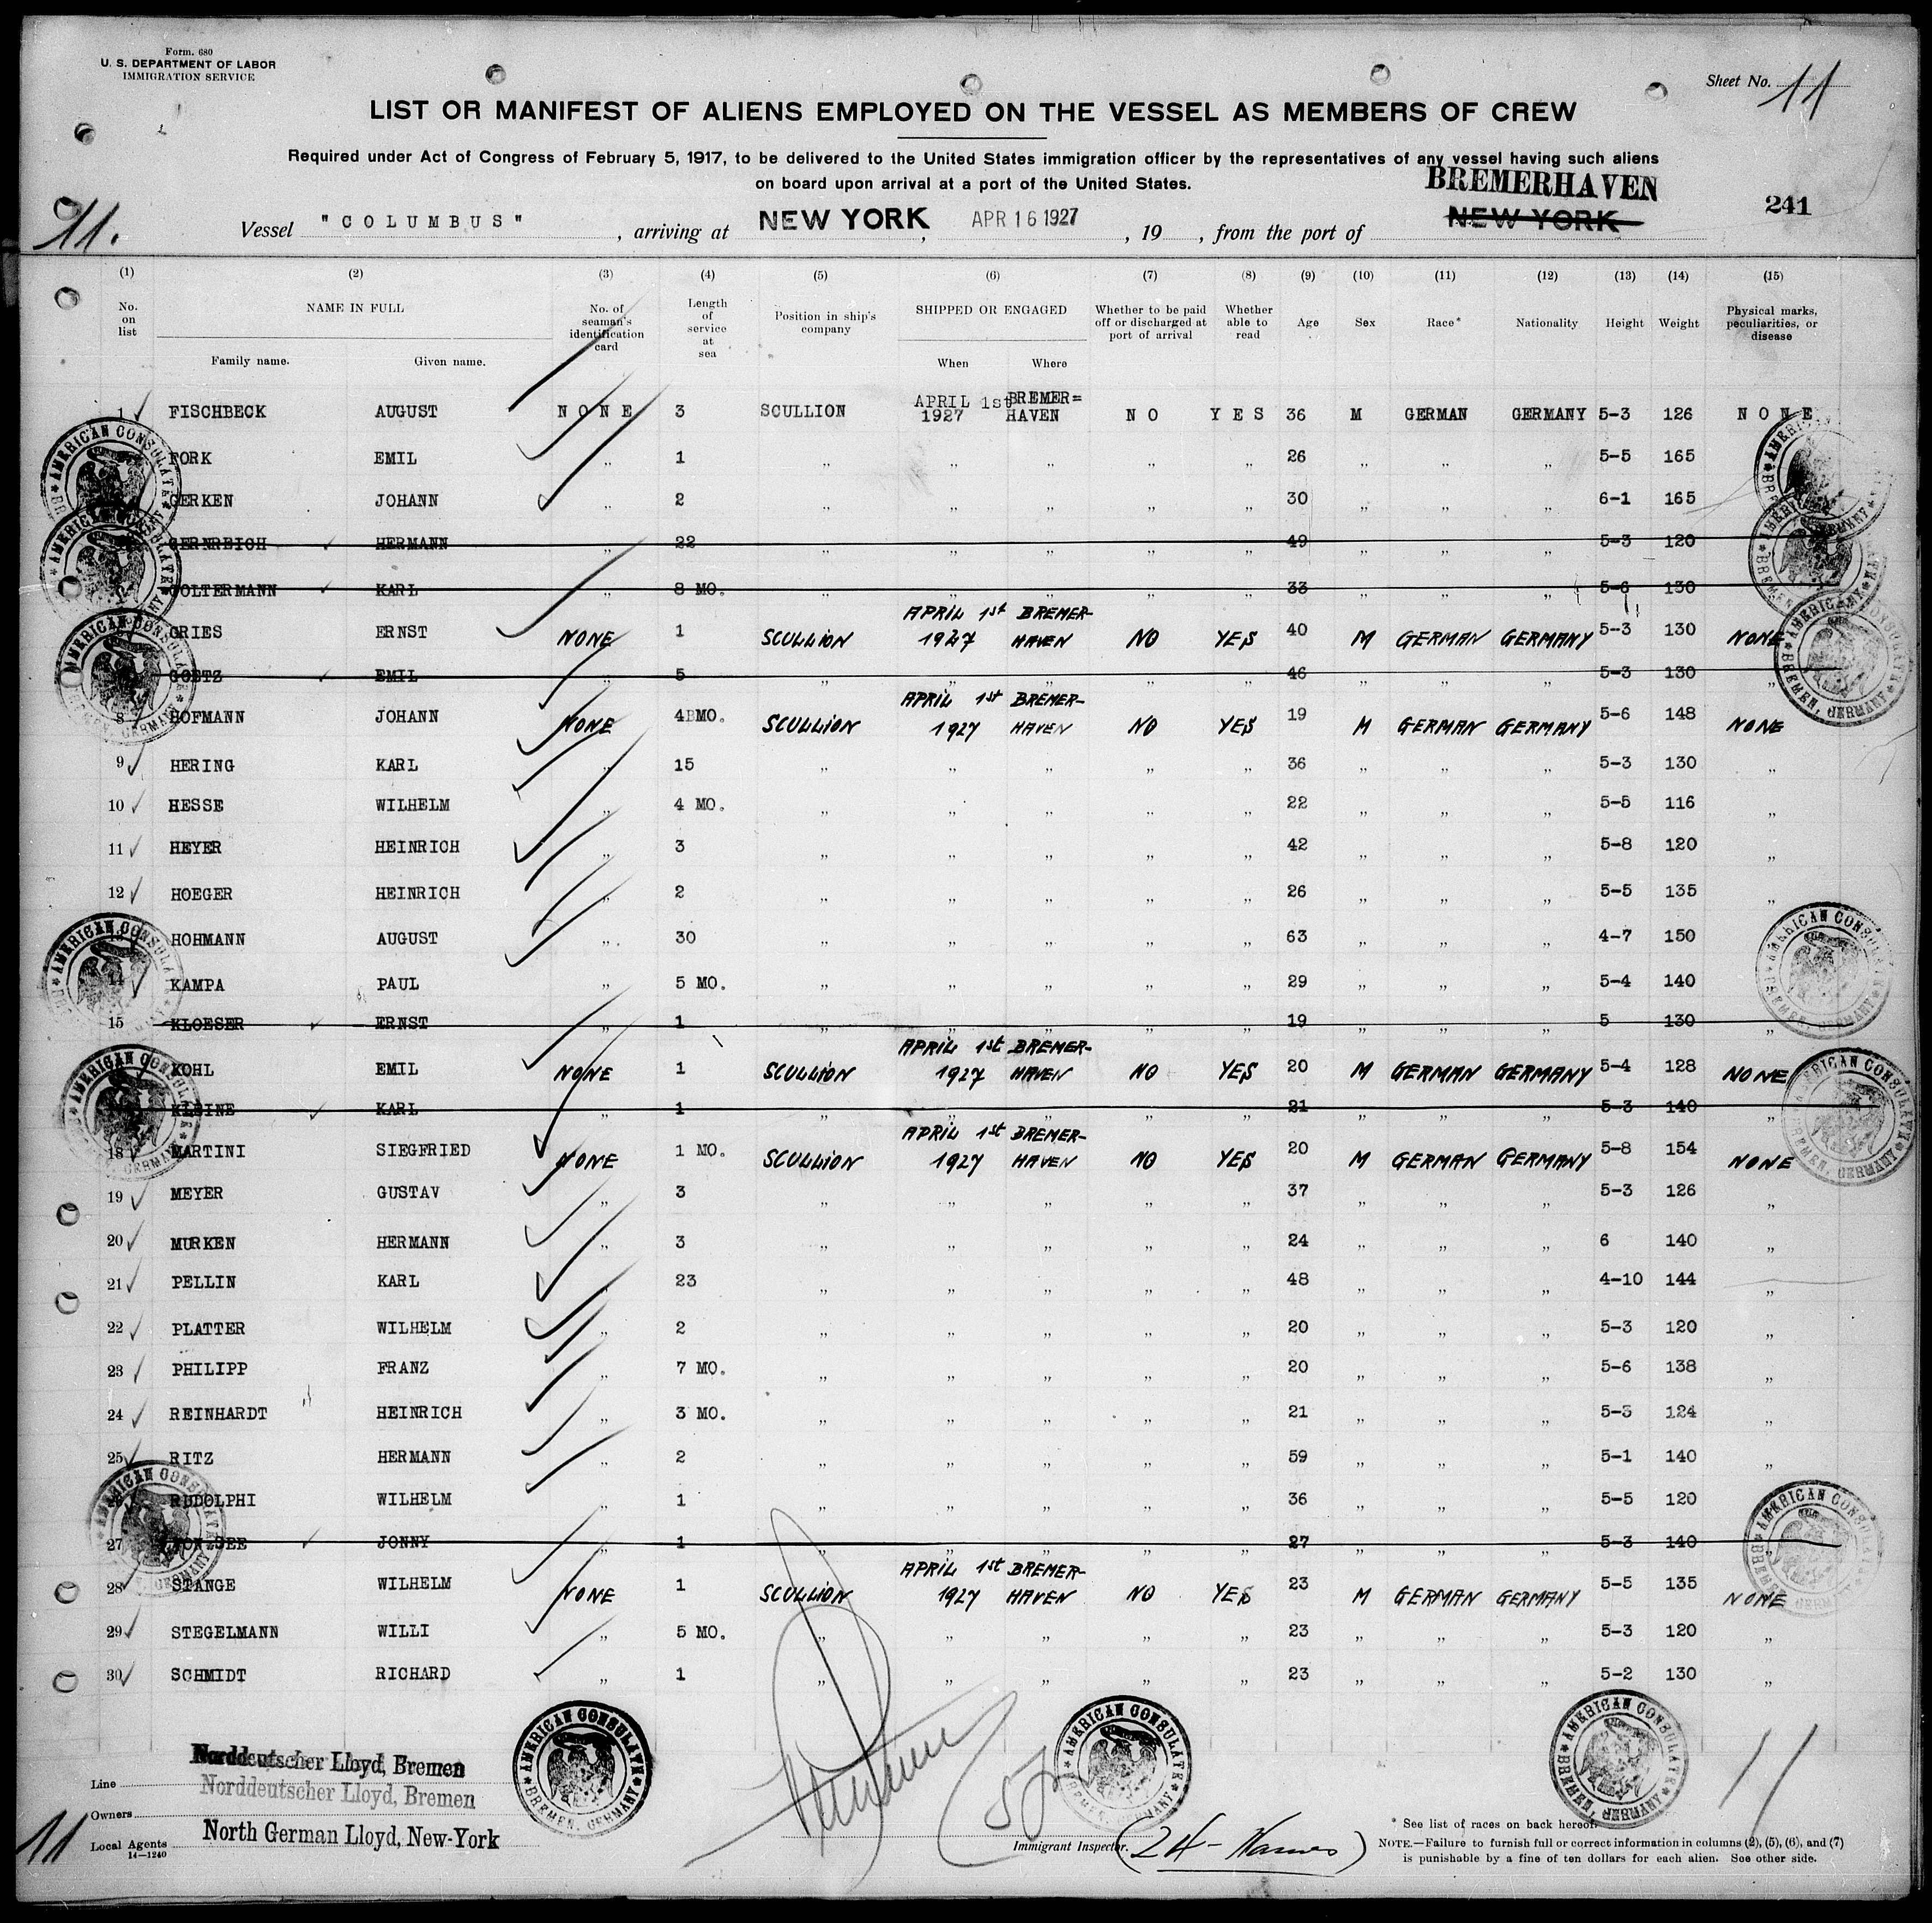 Form. 680
U. S. DEPARTMENT OF LABOR
IMMIGRATION SERVICE
Sheet No. 11
LIST OR MANIFEST OF ALIENS EMPLOYED ON THE VESSEL AS MEMBERS OF CREW
Required under Act of Congress of February 5, 1917, to be delivered to the United States immigration officer by the representatives of any vessel having such aliens
on board upon arrival at a port of the United States.
BREMERHAVEN
241
11.
Vessel "COLUMBUS", arriving at NEW YORK, APR 16 1927, 19 , from the port of NEW YORK
(1) (2) (3) (4) (5) (6) (7) (8) (9) (10) (11) (12) (13) (14) (15)
No. on list NAME IN FULL Family name. Given name. No. of seaman's identification card Length of service at sea Position in ship's company SHIPPED OR ENGAGED When Where Whether to be paid off or discharged at port of arrival Whether able to read Age Sex Race* Nationality Height Weight Physical marks, peculiarities, or disease
1 FISCHBECK AUGUST NONE 3 SCULLION APRIL 1st 1927 BREMER=HAVEN NO YES 36 M GERMAN GERMANY 5-3 126 NONE
FORK EMIL " 1 " " " " " 26 " " " 5-5 165
GERKEN JOHANN " 2 " " " " " 30 " " " 6-1 165
GERNREICH HERMANN " 22 " " " " " 49 " " " 5-3 120
GOLTERMANN KARL " 8 MO. " " " " " 33 " " " 5-6 130
GRIES ERNST NONE 1 SCULLION APRIL 1st 1927 BREMER-HAVEN NO YES 40 M GERMAN GERMANY 5-3 130 NONE
GOETZ EMIL " 5 " " " " " 46 " " " 5-3 130 "
8 HOFMANN JOHANN NONE 4 MO. SCULLION APRIL 1st 1927 BREMER-HAVEN NO YES 19 M GERMAN GERMANY 5-6 148 NONE
9 HERING KARL " 15 " " " " " 36 " " " 5-3 130 "
10 HESSE WILHELM " 4 MO. " " " " " 22 " " " 5-5 116 "
11 HEYER HEINRICH " 3 " " " " " 42 " " " 5-8 120 "
12 HOEGER HEINRICH " 2 " " " " " 26 " " " 5-5 135 "
13 HOHMANN AUGUST " 30 " " " " " 63 " " " 4-7 150
14 KAMPA PAUL " 5 MO. " " " " " 29 " " " 5-4 140
15 KLOESER ERNST " 1 " " " " " 19 " " " 5 130 "
KOHL EMIL NONE 1 SCULLION APRIL 1st 1927 BREMER-HAVEN NO YES 20 M GERMAN GERMANY 5-4 128 NONE
KLEINE KARL " 1 " " " " " 21 " " " 5-3 140 "
18 MARTINI SIEGFRIED NONE 1 MO. SCULLION APRIL 1st 1927 BREMER-HAVEN NO YES 20 M GERMAN GERMANY 5-8 154 NONE
19 MEYER GUSTAV " 3 " " " " " 37 " " " 5-3 126 "
20 MURKEN HERMANN " 3 " " " " " 24 " " " 6 140 "
21 PELLIN KARL " 23 " " " " " 48 " " " 4-10 144 "
22 PLATTER WILHELM " 2 " " " " " 20 " " " 5-3 120 "
23 PHILIPP FRANZ " 7 MO. " " " " " 20 " " " 5-6 138 "
24 REINHARDT HEINRICH " 3 MO. " " " " " 21 " " " 5-3 124 "
25 RITZ HERMANN " 2 " " " " " 59 " " " 5-1 140 "
26 RUDOLPHI WILHELM " 1 " " " " " 36 " " " 5-5 120
27 JONNY " 1 " " " " " 27 " " " 5-3 140 "
28 STANGE WILHELM NONE 1 SCULLION APRIL 1st 1927 BREMER-HAVEN NO YES 23 M GERMAN GERMANY 5-5 135 NONE
29 STEGELMANN WILLI " 5 MO. " " " " " 23 " " " 5-3 120 "
30 SCHMIDT RICHARD " 1 " " " " " 23 " " " 5-2 130 "
AMERICAN CONSULATE BREMEN, GERMANY
AMERICAN CONSULATE BREMEN, GERMANY
AMERICAN CONSULATE BREMEN, GERMANY
Norddeutscher Lloyd, Bremen
Line Norddeutscher Lloyd, Bremen
Owners
Local Agents North German Lloyd, New-York
14—1240
11
Immigrant Inspector.
11
* See list of races on back hereof.
NOTE.—Failure to furnish full or correct information in columns (2), (5), (6), and (7)
is punishable by a fine of ten dollars for each alien. See other side.